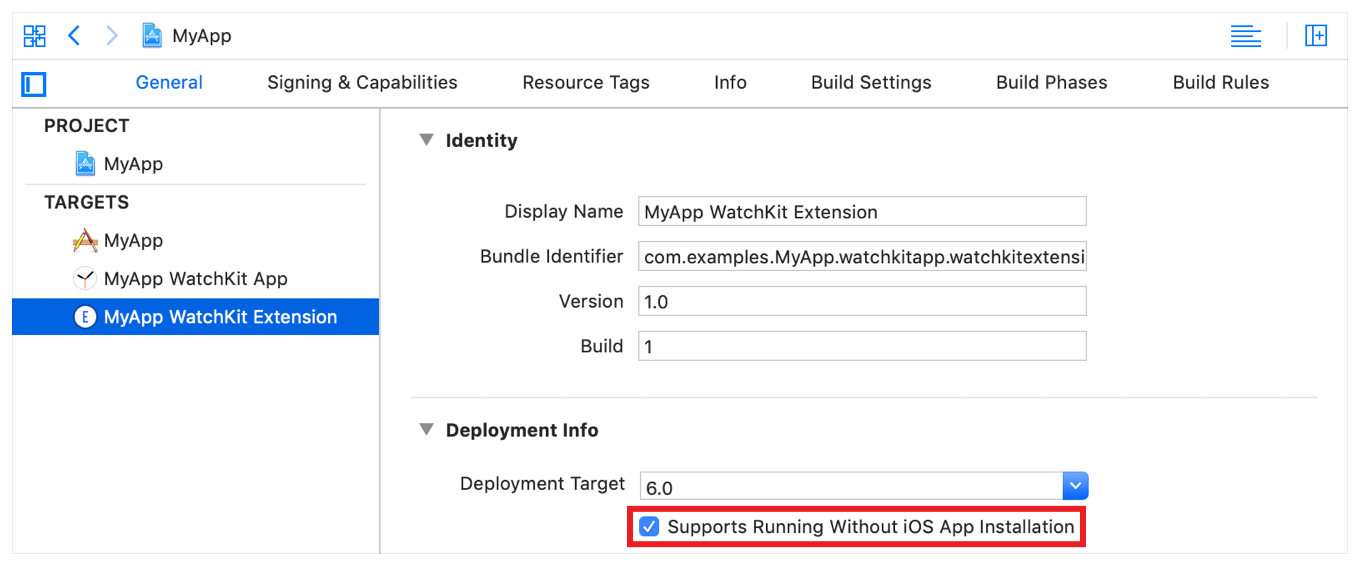 MyApp
General Signing & Capabilities Resource Tags Info Build Settings Build Phases Build Rules
PROJECT
MyApp
TARGETS
MyApp
MyApp WatchKit App
E MyApp WatchKit Extension
Identity
Display Name MyApp WatchKit Extension
Bundle Identifier com.examples.MyApp.watchkitapp.watchkitextensi
Version 1.0
Build 1
Deployment Info
Deployment Target 6.0
Supports Running Without iOS App Installation